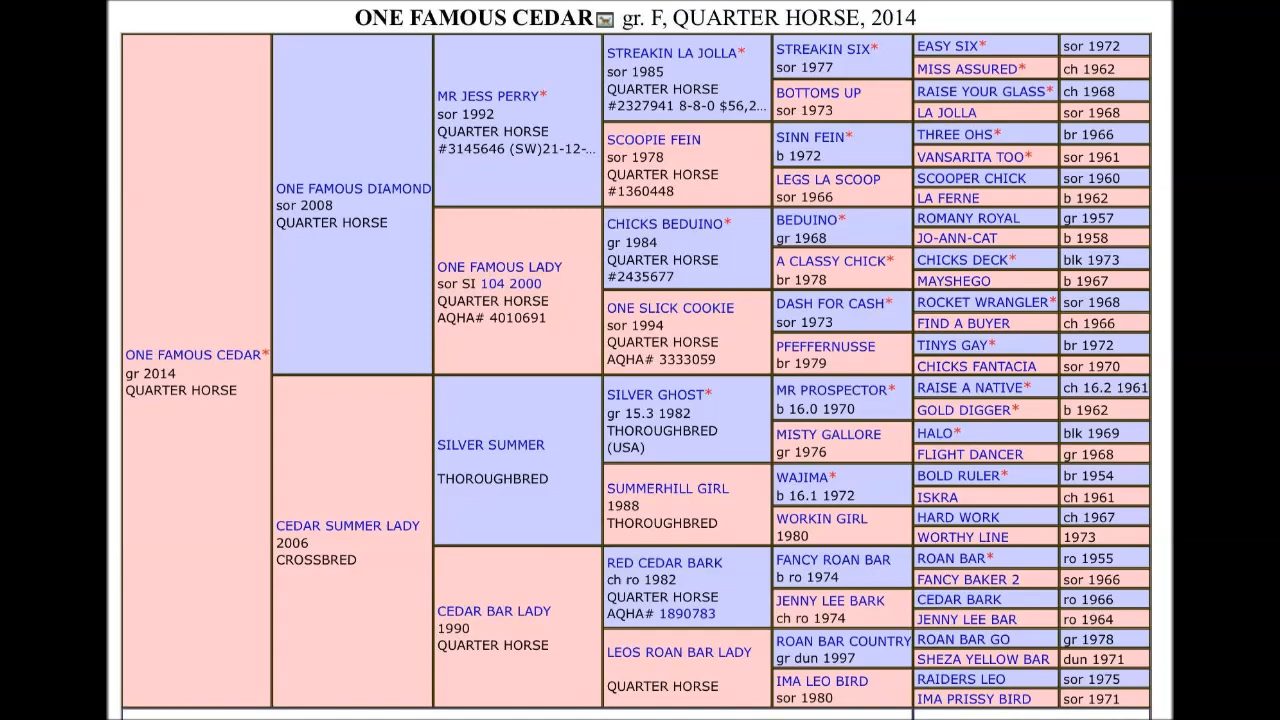 ONE FAMOUS CEDAR gr. F, QUARTER HORSE, 2014
ONE FAMOUS CEDAR*
gr 2014
QUARTER HORSE
ONE FAMOUS DIAMOND
sor 2008
QUARTER HORSE
MR JESS PERRY*
sor 1992
QUARTER HORSE
#3145646 (SW)21-12-...
STREAKIN LA JOLLA*
sor 1985
QUARTER HORSE
#2327941 8-8-0 $56,2...
STREAKIN SIX*
sor 1977
EASY SIX* sor 1972
MISS ASSURED* ch 1962
BOTTOMS UP
sor 1973
RAISE YOUR GLASS* ch 1968
LA JOLLA sor 1968
SCOOPIE FEIN
sor 1978
QUARTER HORSE
#1360448
SINN FEIN*
b 1972
THREE OHS* br 1966
VANSARITA TOO* sor 1961
LEGS LA SCOOP
sor 1966
SCOOPER CHICK sor 1960
LA FERNE b 1962
ONE FAMOUS LADY
sor SI 104 2000
QUARTER HORSE
AQHA# 4010691
CHICKS BEDUINO*
gr 1984
QUARTER HORSE
#2435677
BEDUINO*
gr 1968
ROMANY ROYAL gr 1957
JO-ANN-CAT b 1958
A CLASSY CHICK*
br 1978
CHICKS DECK* blk 1973
MAYSHEGO b 1967
ONE SLICK COOKIE
sor 1994
QUARTER HORSE
AQHA# 3333059
DASH FOR CASH*
sor 1973
ROCKET WRANGLER* sor 1968
FIND A BUYER ch 1966
PFEFFERNUSSE
br 1979
TINYS GAY* br 1972
CHICKS FANTACIA sor 1970
CEDAR SUMMER LADY
2006
CROSSBRED
SILVER SUMMER
THOROUGHBRED
SILVER GHOST*
gr 15.3 1982
THOROUGHBRED
(USA)
MR PROSPECTOR*
b 16.0 1970
RAISE A NATIVE* ch 16.2 1961
GOLD DIGGER* b 1962
MISTY GALLORE
gr 1976
HALO* blk 1969
FLIGHT DANCER gr 1968
SUMMERHILL GIRL
1988
THOROUGHBRED
WAJIMA*
b 16.1 1972
BOLD RULER* br 1954
ISKRA ch 1961
WORKIN GIRL
1980
HARD WORK ch 1967
WORTHY LINE 1973
CEDAR BAR LADY
1990
QUARTER HORSE
RED CEDAR BARK
ch ro 1982
QUARTER HORSE
AQHA# 1890783
FANCY ROAN BAR
b ro 1974
ROAN BAR* ro 1955
FANCY BAKER 2 sor 1966
JENNY LEE BARK
ch ro 1974
CEDAR BARK ro 1966
JENNY LEE BAR ro 1964
LEOS ROAN BAR LADY
QUARTER HORSE
ROAN BAR COUNTRY
gr dun 1997
ROAN BAR GO gr 1978
SHEZA YELLOW BAR dun 1971
IMA LEO BIRD
sor 1980
RAIDERS LEO sor 1975
IMA PRISSY BIRD sor 1971